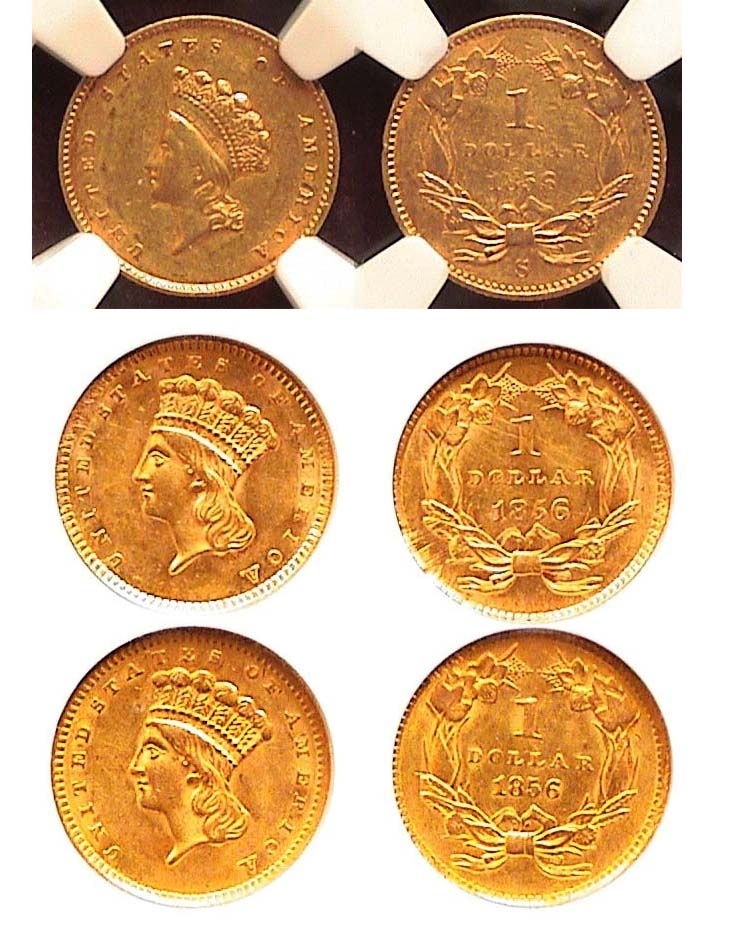 UNITED STATES OF AMERICA
1
DOLLAR
1856
S
UNITED STATES OF AMERICA
1
DOLLAR
1856
UNITED STATES OF AMERICA
1
DOLLAR
1856